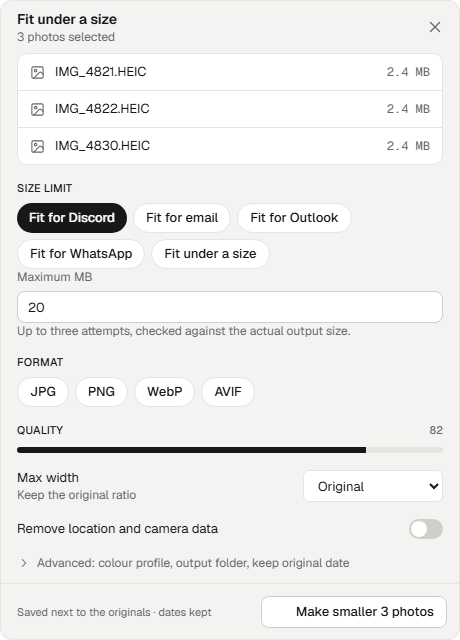 Fit under a size
3 photos selected
IMG_4821.HEIC 2.4 MB
IMG_4822.HEIC 2.4 MB
IMG_4830.HEIC 2.4 MB
SIZE LIMIT
Fit for Discord Fit for email Fit for Outlook
Fit for WhatsApp Fit under a size
Maximum MB
20
Up to three attempts, checked against the actual output size.
FORMAT
JPG PNG WebP AVIF
QUALITY 82
Max width
Keep the original ratio
Original
Remove location and camera data
Advanced: colour profile, output folder, keep original date
Saved next to the originals · dates kept
Make smaller 3 photos